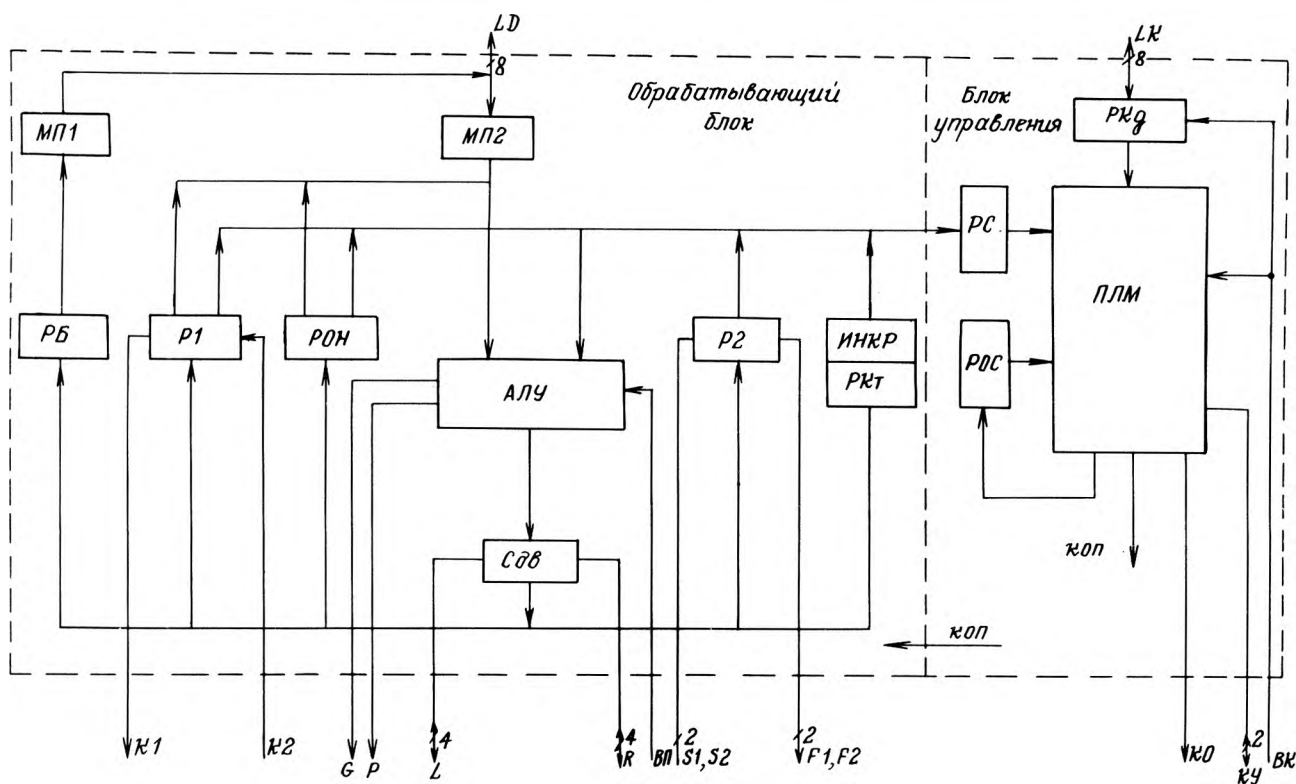 LD
8
LK
8
Обрабатывающий
блок
Блок
управления
МП1
МП2
РКд
РС
ПЛМ
РБ
Р1
РОН
Р2
ИНКР
РКт
РОС
АЛУ
Сдв
коп
коп
К1
К2
G
P
4
L
4
R
ВП
2
S1,S2
2
F1,F2
КО
2
КУ
ВК